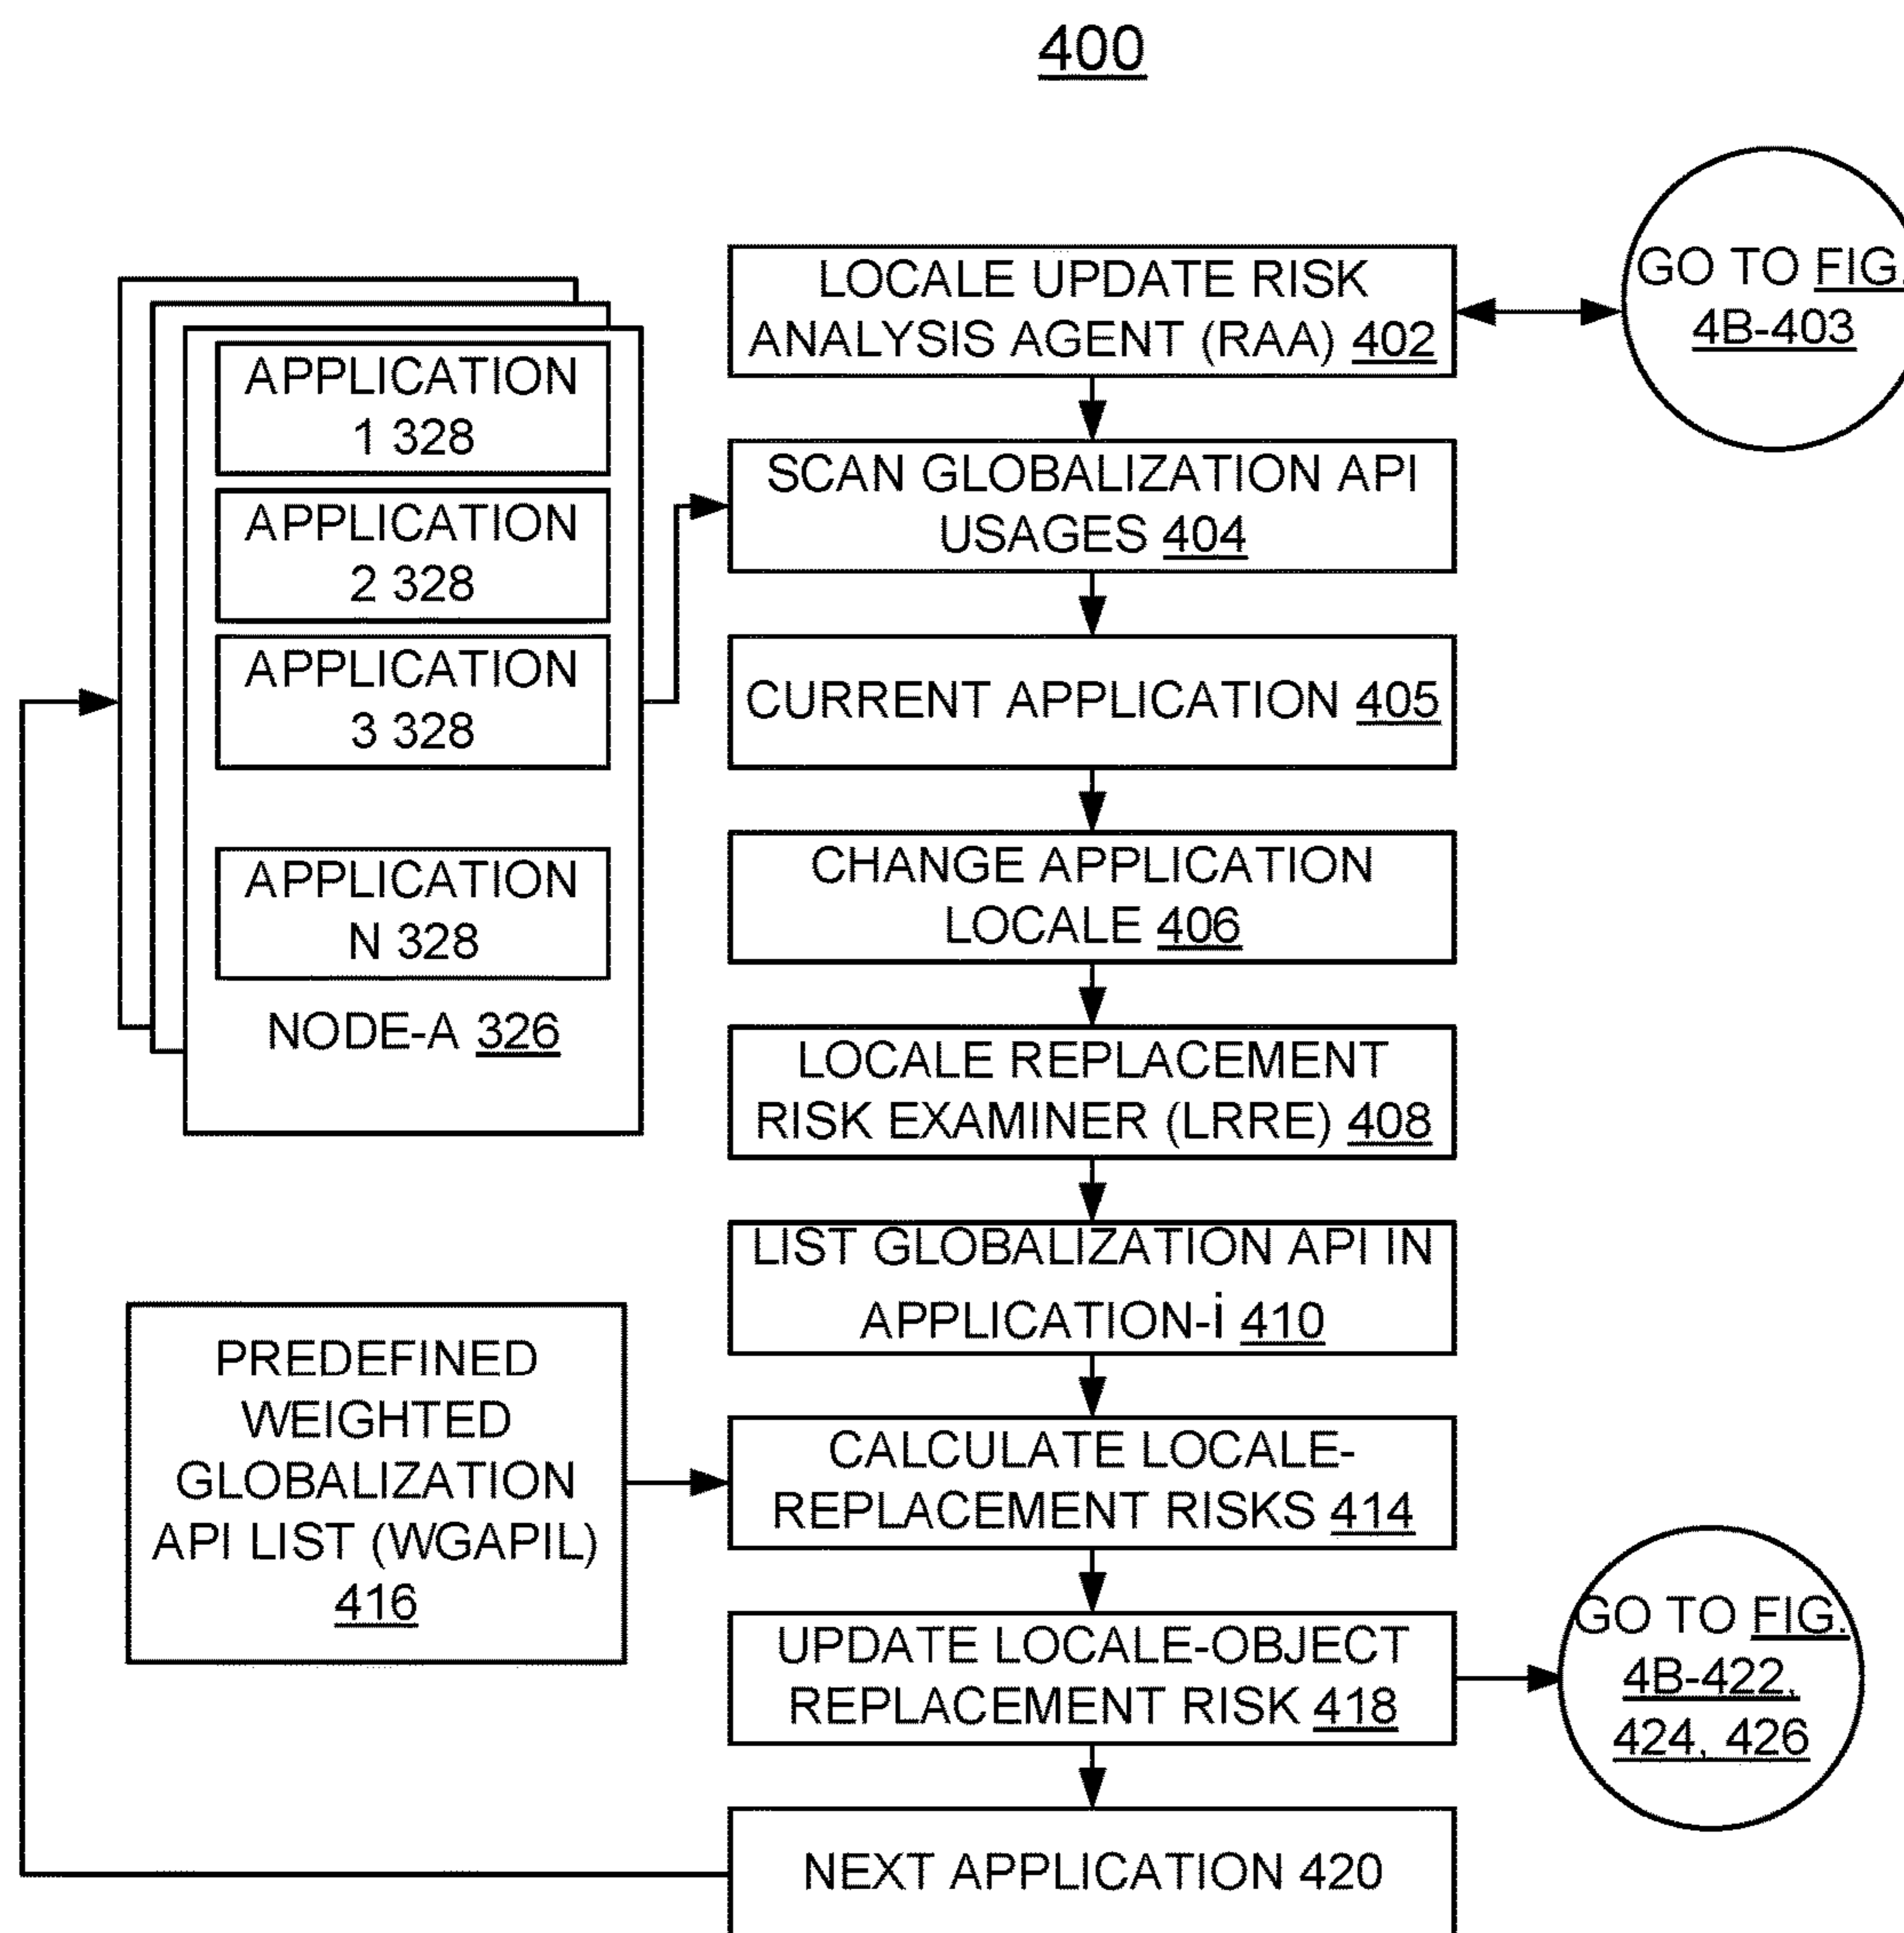 400
LOCALE UPDATE RISK
ANALYSIS AGENT (RAA) 402
GO TO FIG.
4B-403
APPLICATION
1 328
APPLICATION
2 328
APPLICATION
3 328
APPLICATION
N 328
NODE-A 326
SCAN GLOBALIZATION API
USAGES 404
CURRENT APPLICATION 405
CHANGE APPLICATION
LOCALE 406
LOCALE REPLACEMENT
RISK EXAMINER (LRRE) 408
LIST GLOBALIZATION API IN
APPLICATION-i 410
PREDEFINED
WEIGHTED
GLOBALIZATION
API LIST (WGAPIL)
416
CALCULATE LOCALE-
REPLACEMENT RISKS 414
UPDATE LOCALE-OBJECT
REPLACEMENT RISK 418
GO TO FIG.
4B-422,
424, 426
NEXT APPLICATION 420